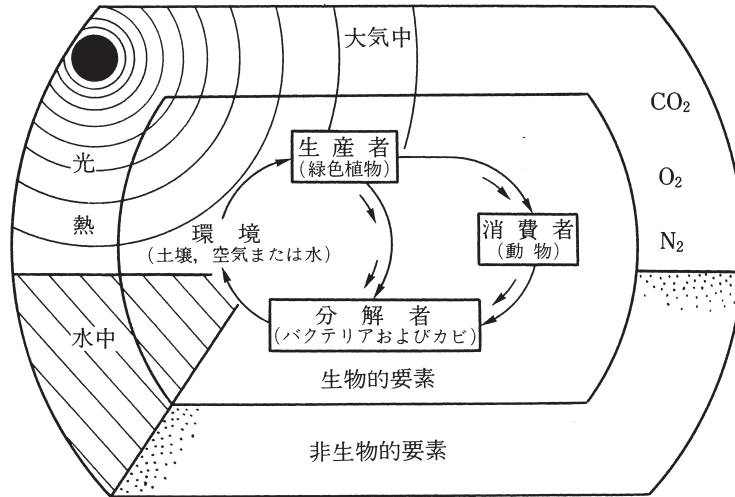 大気中
CO₂
生産者
(緑色植物)
光
O₂
熱
環境
(土壌,空気または水)
消費者
(動物)
N₂
分解者
(バクテリアおよびカビ)
水中
生物的要素
非生物的要素